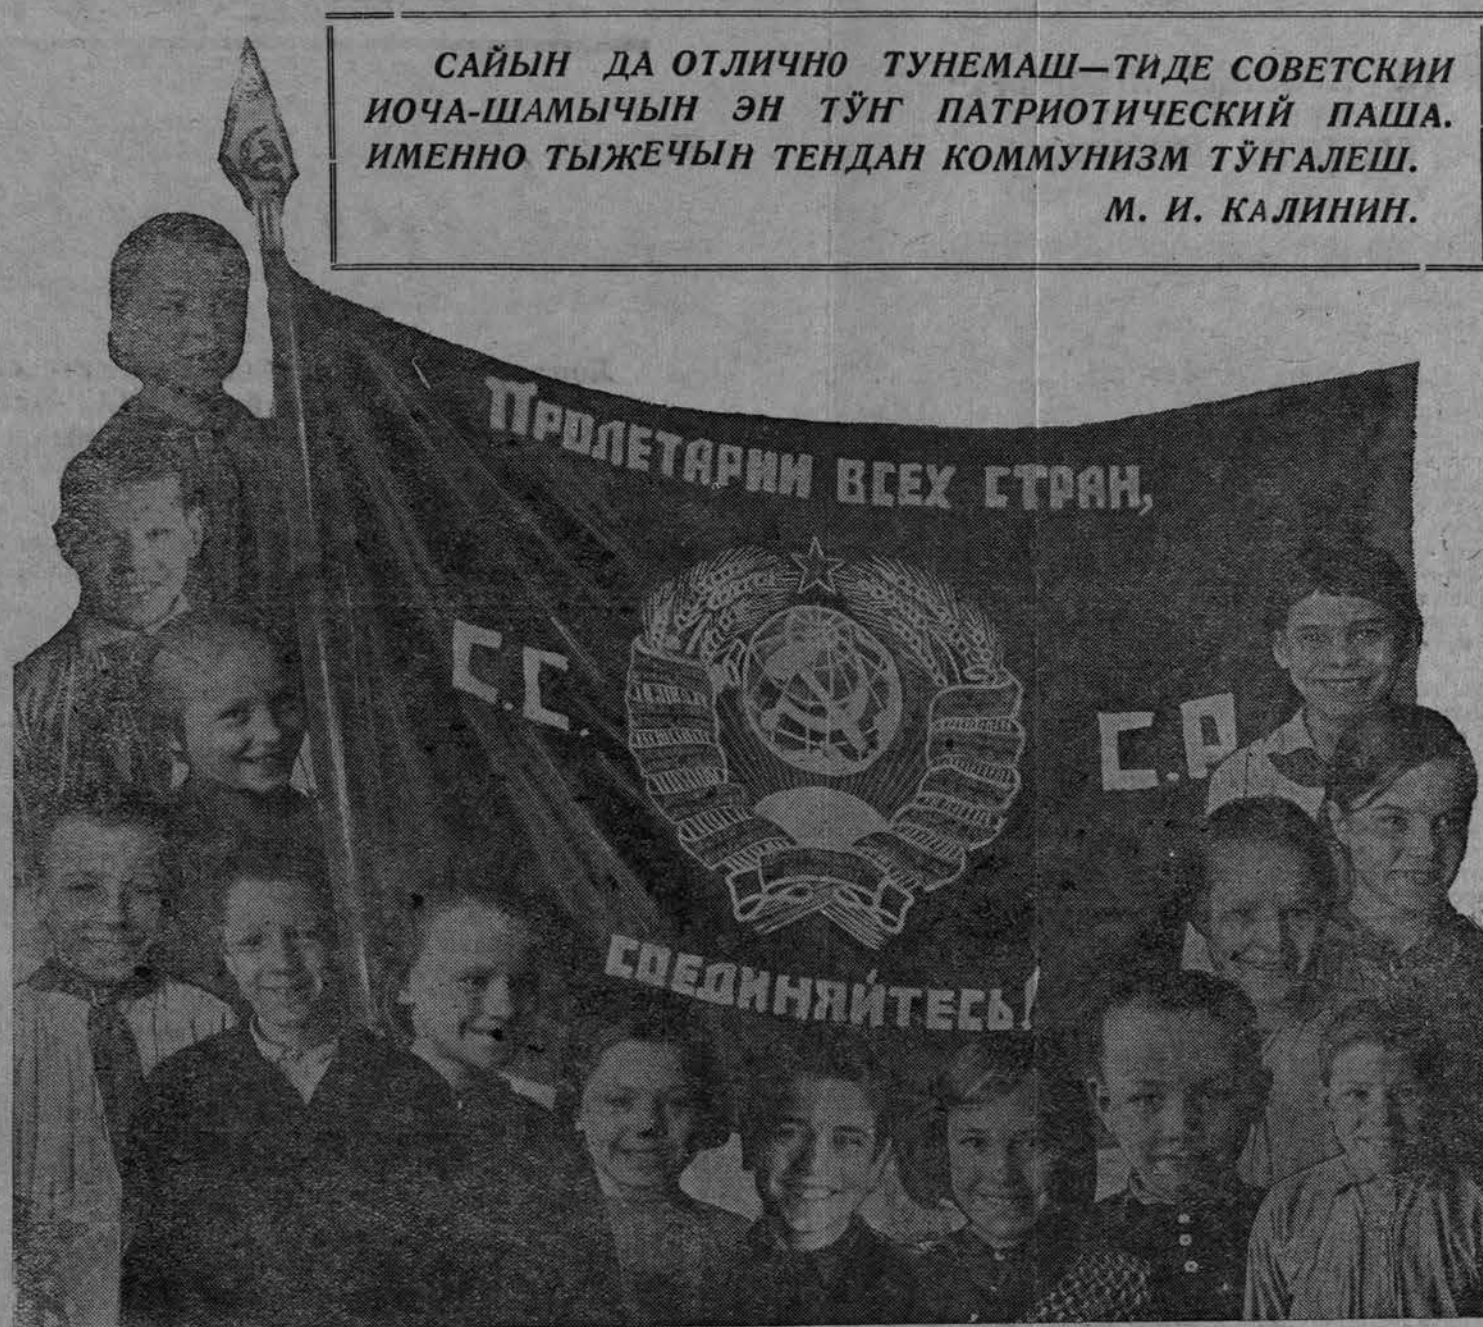 САЙЫН ДА ОТЛИЧНО ТУНЕМАШ—ТИДЕ СОВЕТСКИИ
ИОЧА-ШАМЫЧЫН ЭН ТӰҤ ПАТРИОТИЧЕСКИЙ ПАША.
ИМЕННО ТЫЖЕЧЫН ТЕНДАН КОММУНИЗМ ТӰҤАЛЕШ.
М. И. КАЛИНИН.
ПРОЛЕТАРИИ ВСЕХ СТРАН,
С.С. С.Р.
СОЕДИНЯЙТЕСЬ!